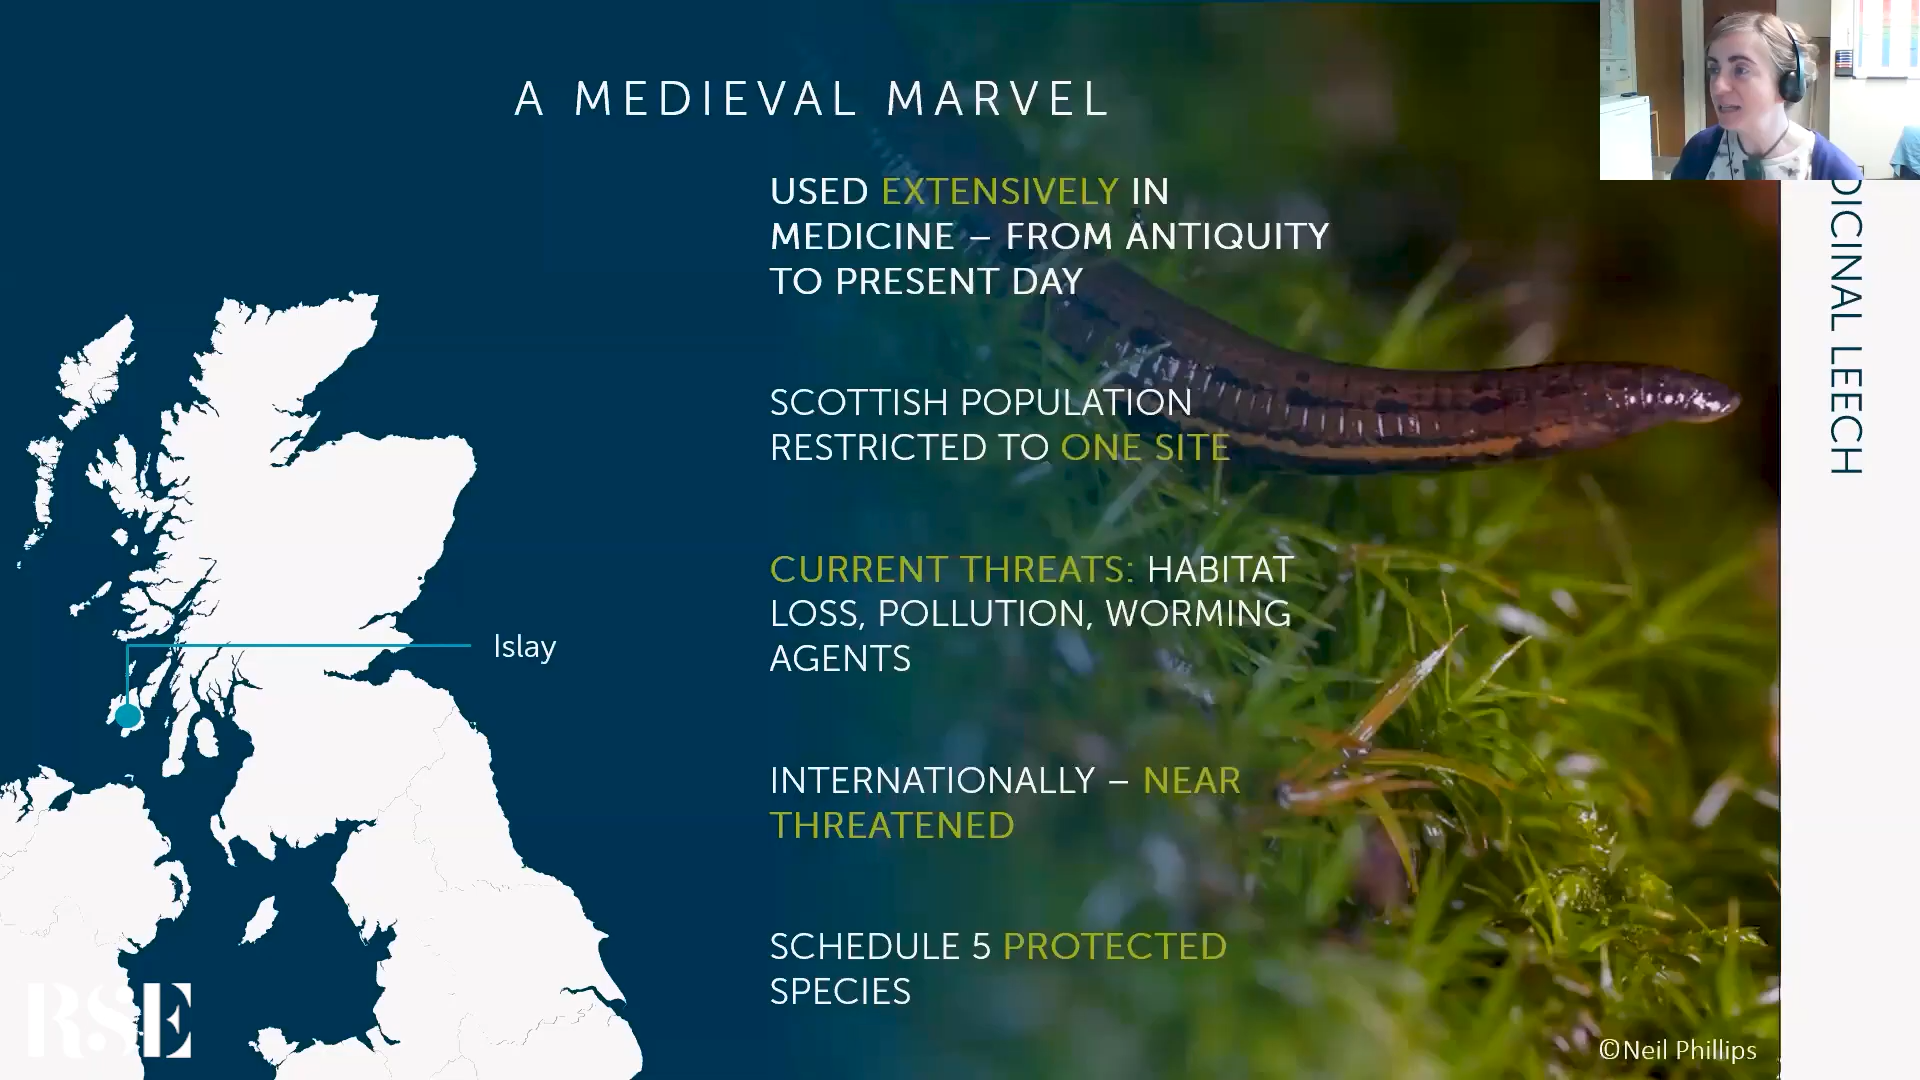 A MEDIEVAL MARVEL
USED EXTENSIVELY IN
MEDICINE – FROM ANTIQUITY
TO PRESENT DAY
SCOTTISH POPULATION
RESTRICTED TO ONE SITE
CURRENT THREATS: HABITAT
LOSS, POLLUTION, WORMING
AGENTS
INTERNATIONALLY – NEAR
THREATENED
SCHEDULE 5 PROTECTED
SPECIES
Islay
DICINAL LEECH
RSE
©Neil Phillips